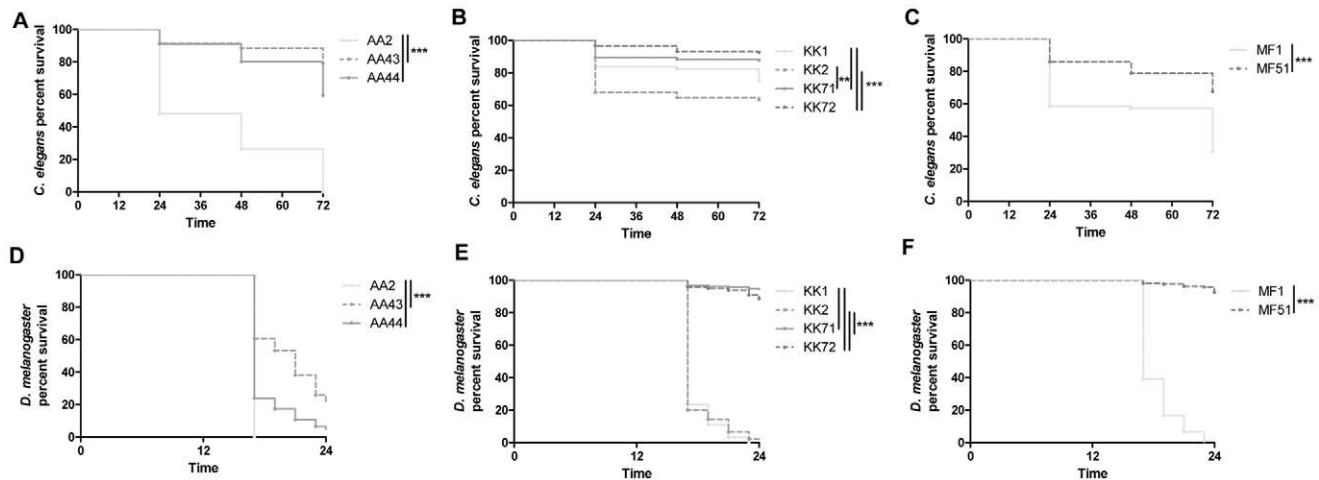 A
C. elegans percent survival
100
80
60
40
20
0
0 12 24 36 48 60 72
Time
AA2
AA43
AA44
***
B
C. elegans percent survival
100
80
60
40
20
0
0 12 24 36 48 60 72
Time
KK1
KK2
KK71
KK72
**
***
C
C. elegans percent survival
100
80
60
40
20
0
0 12 24 36 48 60 72
Time
MF1
MF51
***
D
D. melanogaster
percent survival
100
80
60
40
20
0
0 12 24
Time
AA2
AA43
AA44
***
E
D. melanogaster
percent survival
100
80
60
40
20
0
0 12 24
Time
KK1
KK2
KK71
KK72
***
F
D. melanogaster
percent survival
100
80
60
40
20
0
0 12 24
Time
MF1
MF51
***